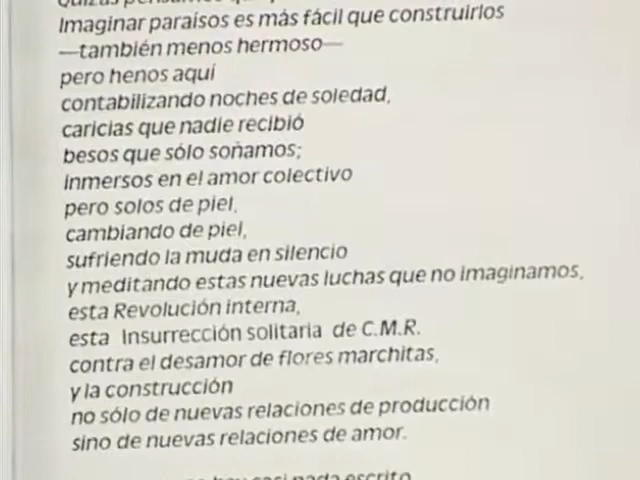 Imaginar paraísos es más fácil que construirlos
—también menos hermoso—
pero henos aquí
contabilizando noches de soledad,
caricias que nadie recibió
besos que sólo soñamos;
inmersos en el amor colectivo
pero solos de piel,
cambiando de piel,
sufriendo la muda en silencio
y meditando estas nuevas luchas que no imaginamos,
esta Revolución interna,
esta Insurrección solitaria de C.M.R.
contra el desamor de flores marchitas,
y la construcción
no sólo de nuevas relaciones de producción
sino de nuevas relaciones de amor.
hay casi nada escrito